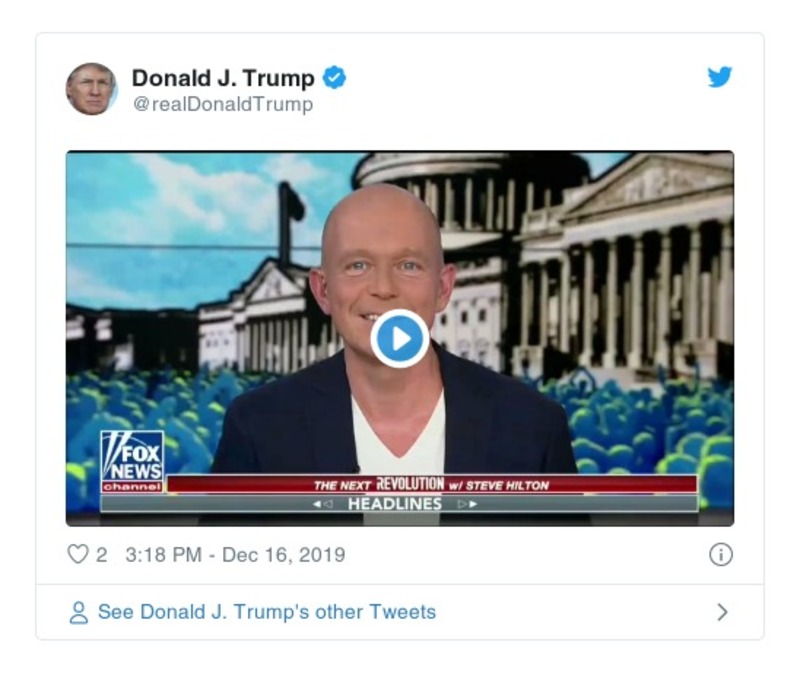 Donald J. Trump
@realDonaldTrump
FOX
NEWS
channel
THE NEXT REVOLUTION w/ STEVE HILTON
HEADLINES
2 3:18 PM - Dec 16, 2019
See Donald J. Trump's other Tweets